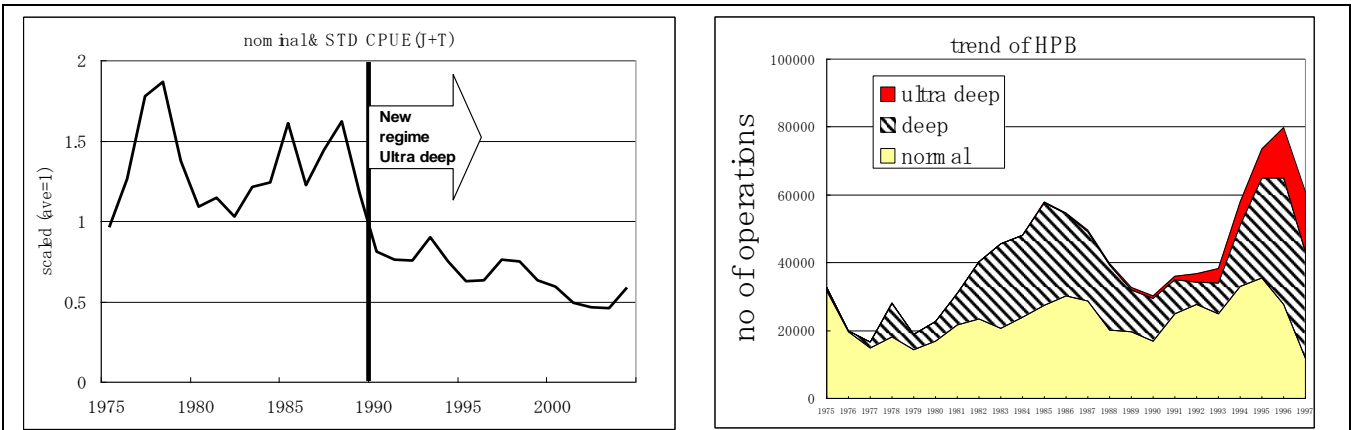 nominal & STD CPUE(J+T)
2
1.5
1
0.5
0
scaled (ave=1)
New
regime
Ultra deep
1975 1980 1985 1990 1995 2000
trend of HPB
100000
80000
60000
40000
20000
0
no of operations
ultra deep
deep
normal
1975 1976 1977 1978 1979 1980 1981 1982 1983 1984 1985 1986 1987 1988 1989 1990 1991 1992 1993 1994 1995 1996 1997